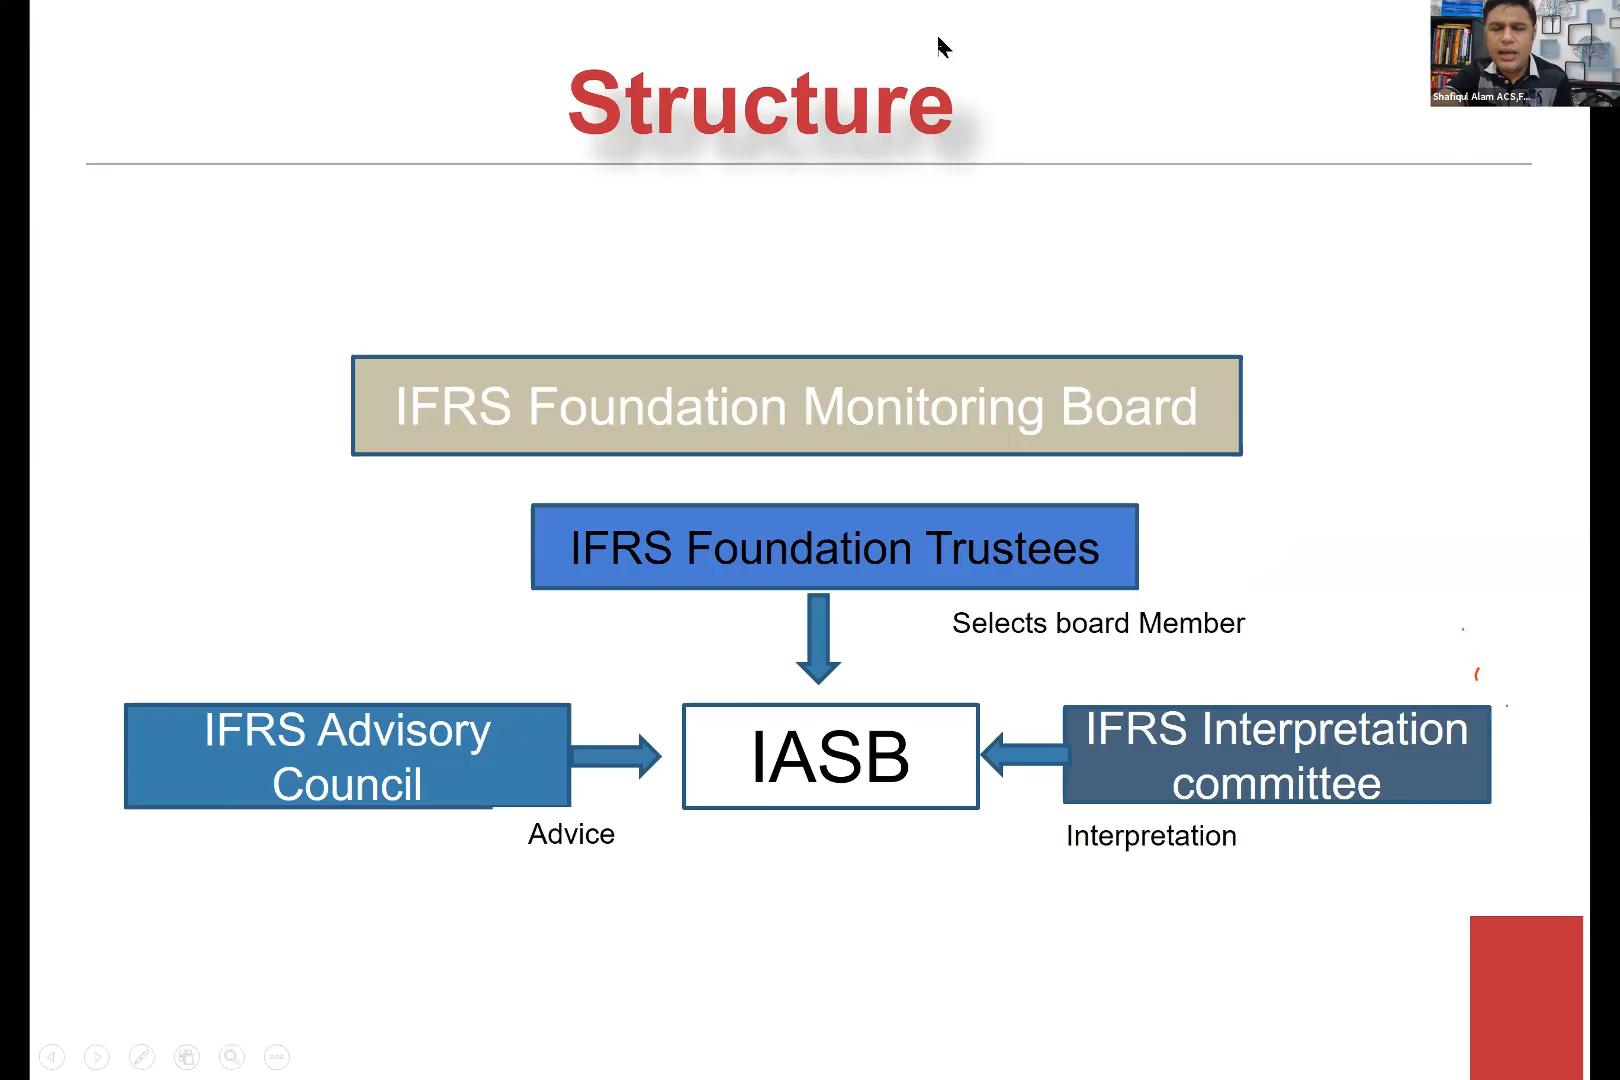 Structure
Shafiqul Alam ACS,F...
IFRS Foundation Monitoring Board
IFRS Foundation Trustees
Selects board Member
IFRS Advisory
Council
IASB
IFRS Interpretation
committee
Advice
Interpretation